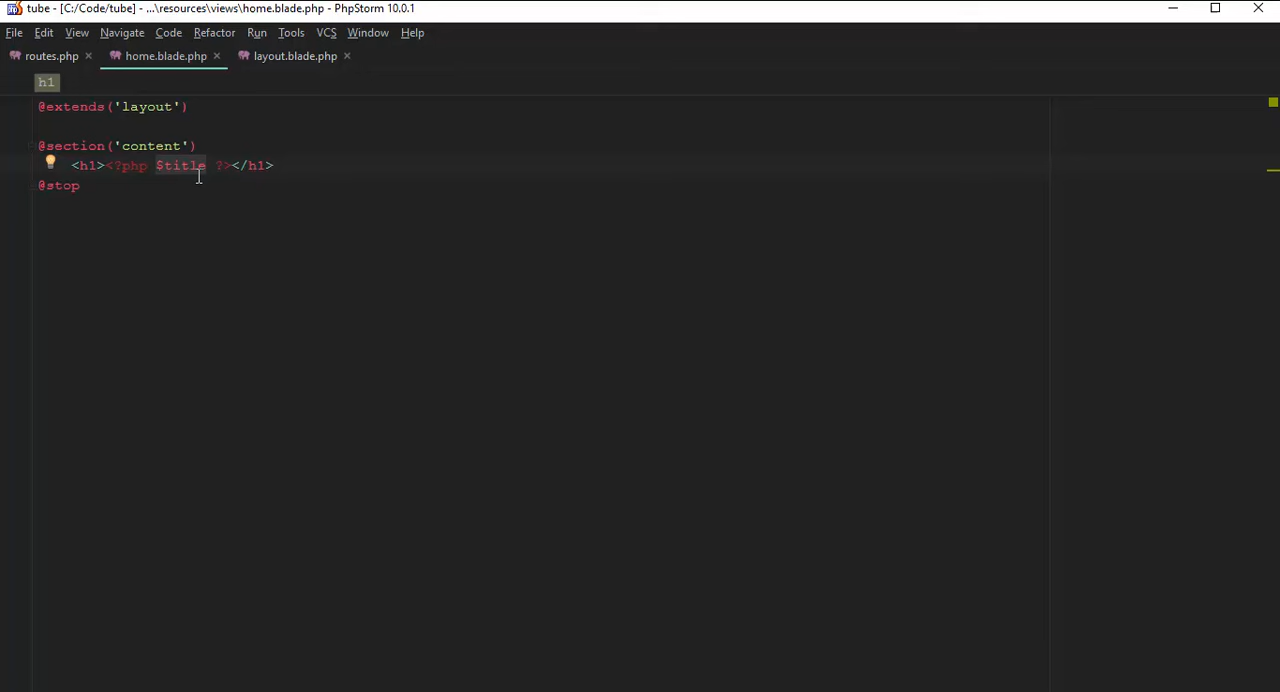 tube - [C:/Code/tube] - ...\resources\views\home.blade.php - PhpStorm 10.0.1
File Edit View Navigate Code Refactor Run Tools VCS Window Help
routes.php home.blade.php layout.blade.php
h1
@extends('layout')
@section('content')
<h1><?php $title ?></h1>
@stop